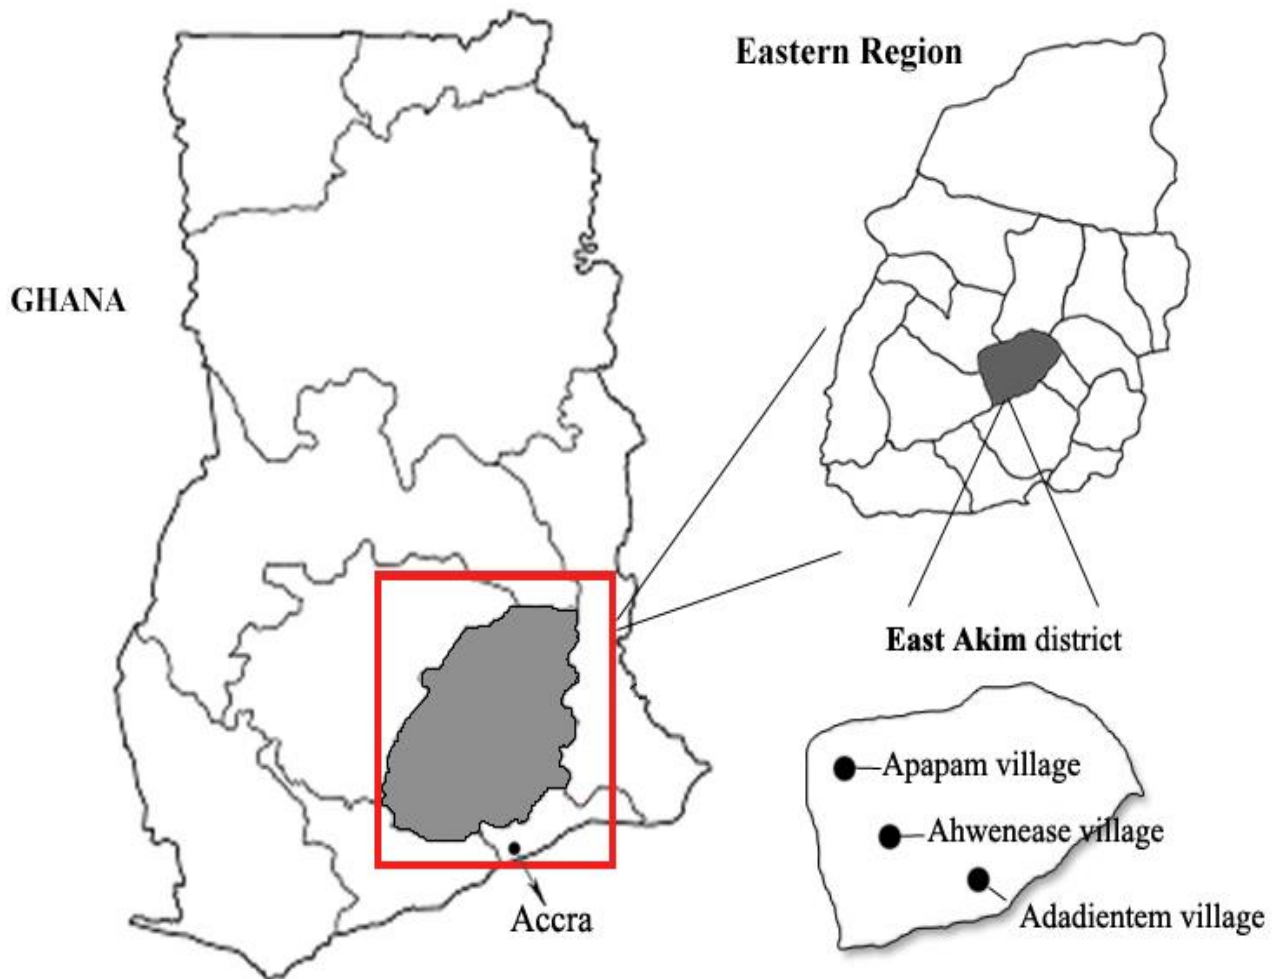 Eastern Region
GHANA
East Akim district
Apapam village
Ahwenease village
Adadientem village
Accra